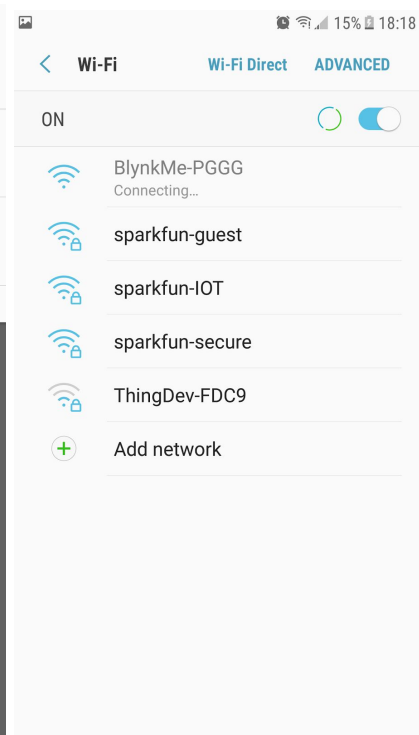 15% 18:18
Wi-Fi Wi-Fi Direct ADVANCED
ON
BlynkMe-PGGG
Connecting...
sparkfun-guest
sparkfun-IOT
sparkfun-secure
ThingDev-FDC9
Add network